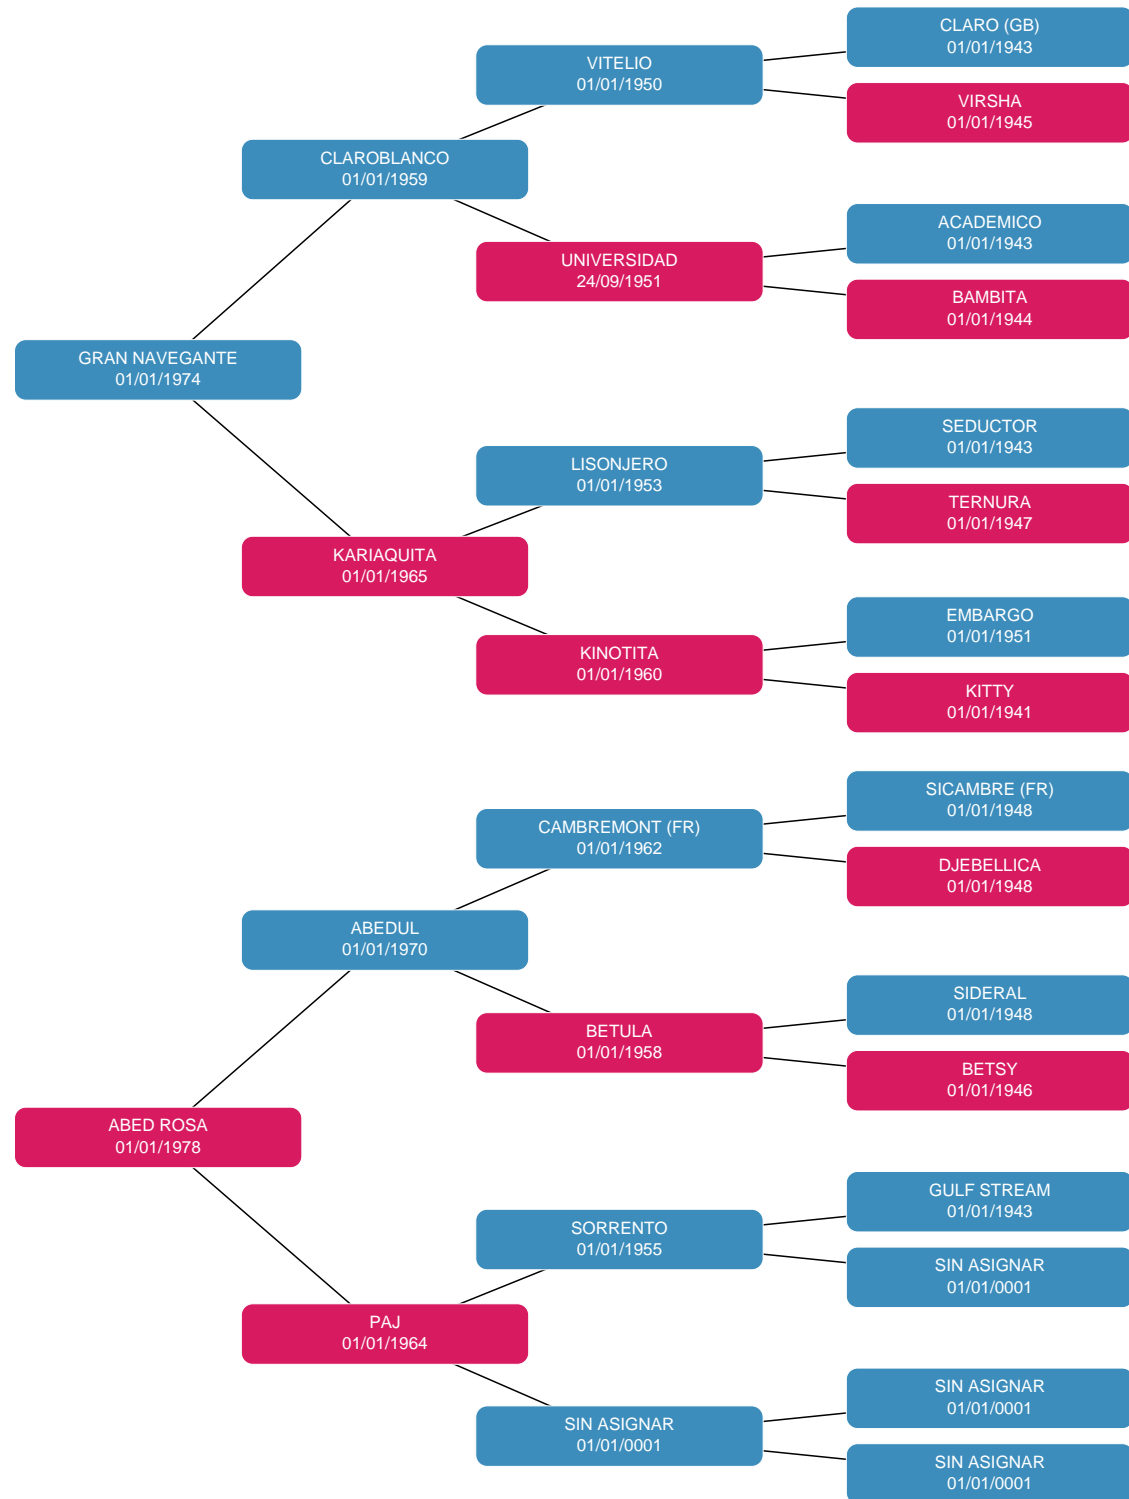 CLARO (GB)
01/01/1943
VITELIO
01/01/1950
VIRSHA
01/01/1945
CLAROBLANCO
01/01/1959
ACADEMICO
01/01/1943
UNIVERSIDAD
24/09/1951
BAMBITA
01/01/1944
GRAN NAVEGANTE
01/01/1974
SEDUCTOR
01/01/1943
LISONJERO
01/01/1953
TERNURA
01/01/1947
KARIAQUITA
01/01/1965
EMBARGO
01/01/1951
KINOTITA
01/01/1960
KITTY
01/01/1941
SICAMBRE (FR)
01/01/1948
CAMBREMONT (FR)
01/01/1962
DJEBELLICA
01/01/1948
ABEDUL
01/01/1970
SIDERAL
01/01/1948
BETULA
01/01/1958
BETSY
01/01/1946
ABED ROSA
01/01/1978
GULF STREAM
01/01/1943
SORRENTO
01/01/1955
SIN ASIGNAR
01/01/0001
PAJ
01/01/1964
SIN ASIGNAR
01/01/0001
SIN ASIGNAR
01/01/0001
SIN ASIGNAR
01/01/0001